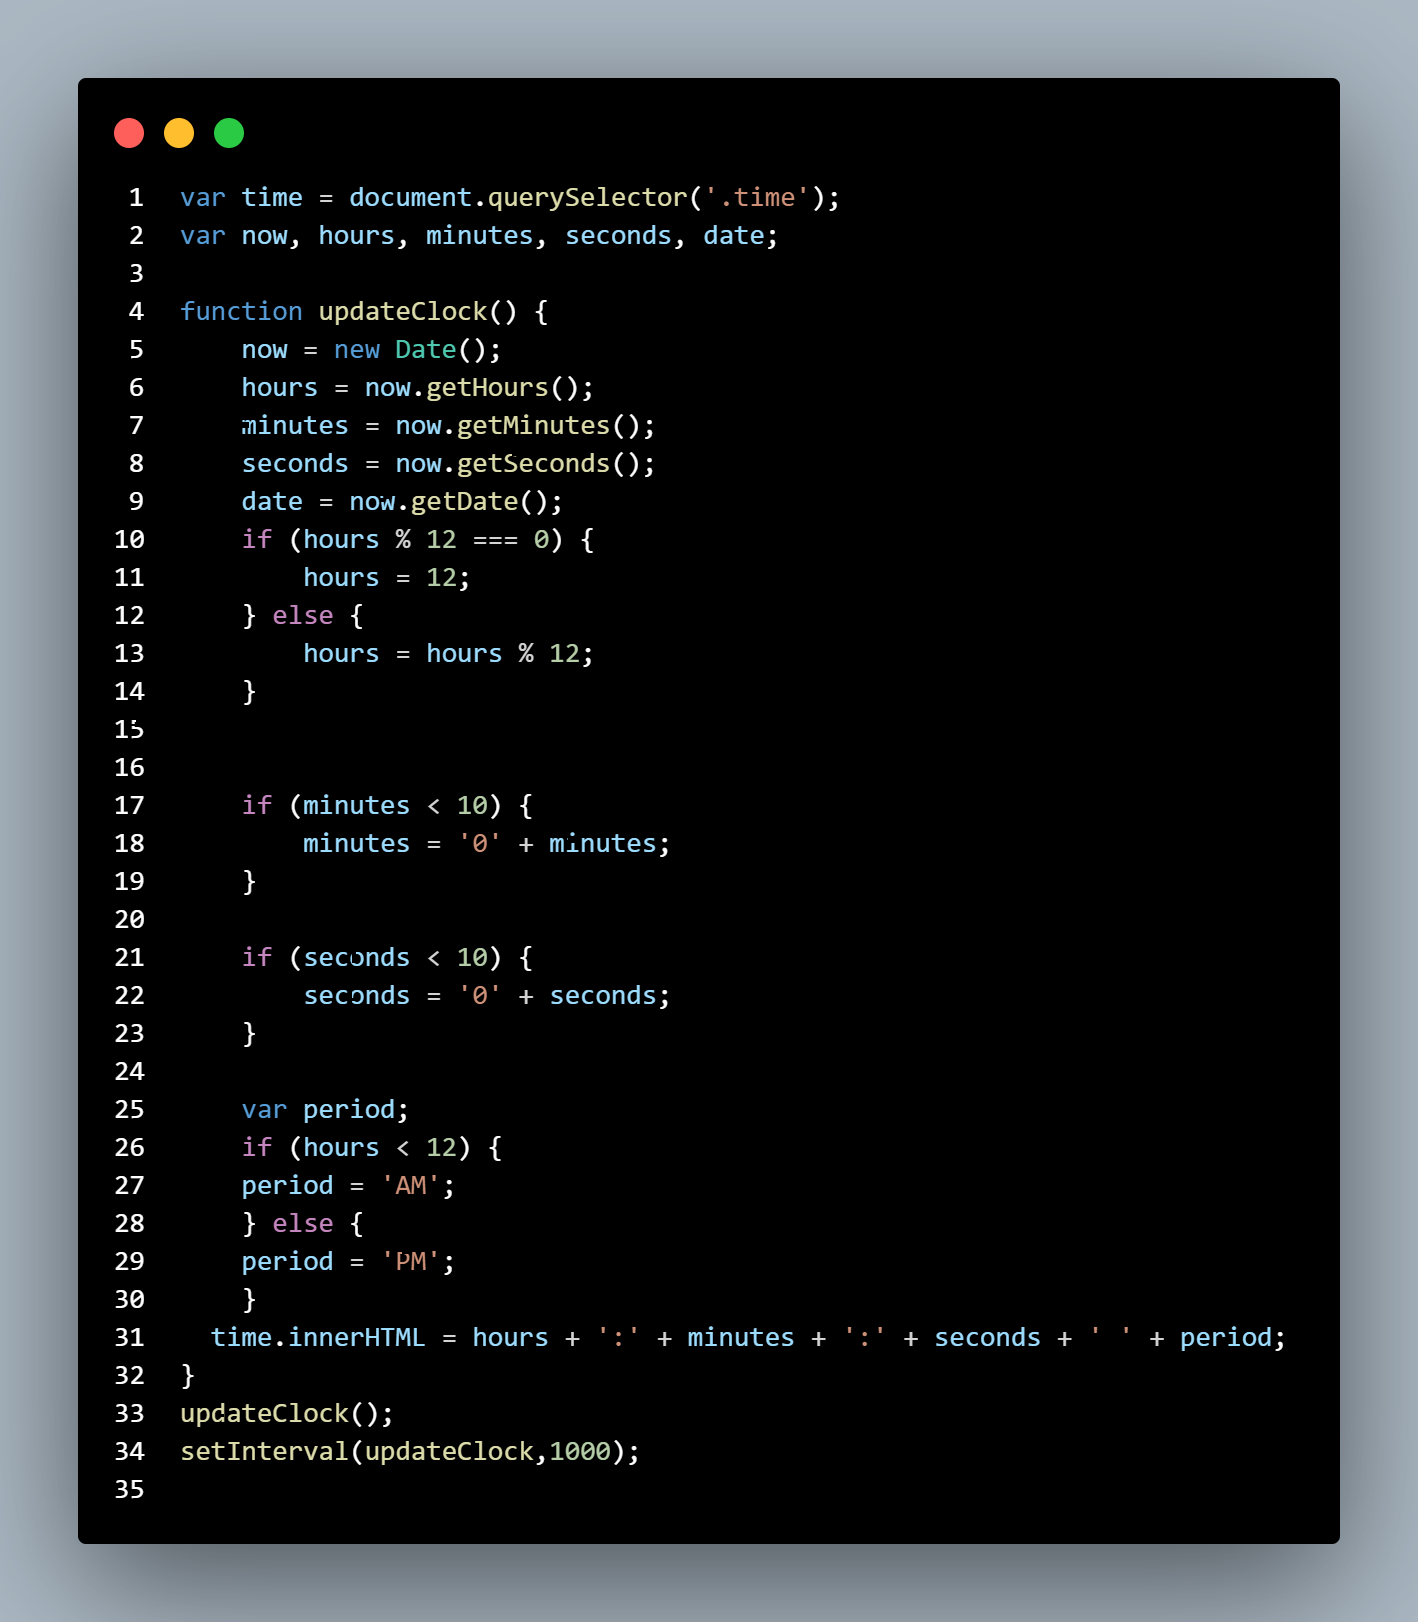 1 var time = document.querySelector('.time');
2 var now, hours, minutes, seconds, date;
3
4 function updateClock() {
5     now = new Date();
6     hours = now.getHours();
7     minutes = now.getMinutes();
8     seconds = now.getSeconds();
9     date = now.getDate();
10     if (hours % 12 === 0) {
11         hours = 12;
12     } else {
13         hours = hours % 12;
14     }
15
16
17     if (minutes < 10) {
18         minutes = '0' + minutes;
19     }
20
21     if (seconds < 10) {
22         seconds = '0' + seconds;
23     }
24
25     var period;
26     if (hours < 12) {
27     period = 'AM';
28     } else {
29     period = 'PM';
30     }
31   time.innerHTML = hours + ':' + minutes + ':' + seconds + ' ' + period;
32 }
33 updateClock();
34 setInterval(updateClock,1000);
35